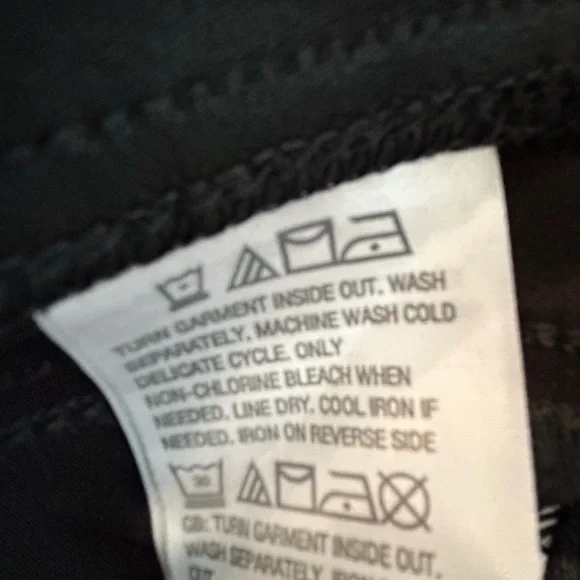 TURN GARMENT INSIDE OUT. WASH
SEPARATELY. MACHINE WASH COLD
DELICATE CYCLE. ONLY
NON-CHLORINE BLEACH WHEN
NEEDED. LINE DRY. COOL IRON IF
NEEDED. IRON ON REVERSE SIDE
30
GB: TURN GARMENT INSIDE OUT.
WASH SEPARATELY.